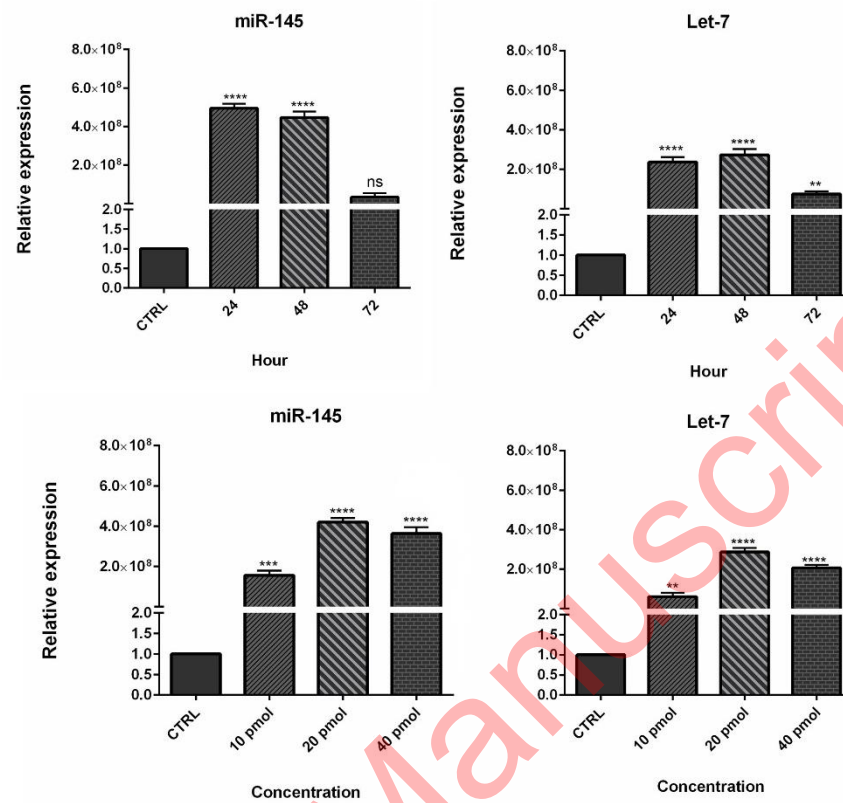 miR-145
Relative expression
8.0×10⁸
6.0×10⁸
4.0×10⁸
2.0×10⁸
2.0
1.5
1.0
0.5
0.0
****
****
ns
CTRL
24
48
72
Hour
Let-7
Relative expression
8.0×10⁸
6.0×10⁸
4.0×10⁸
2.0×10⁸
2.0
1.5
1.0
0.5
0.0
****
****
**
CTRL
24
48
72
Hour
miR-145
Relative expression
8.0×10⁸
6.0×10⁸
4.0×10⁸
2.0×10⁸
2.0
1.5
1.0
0.5
0.0
***
****
****
CTRL
10 pmol
20 pmol
40 pmol
Concentration
Let-7
8.0×10⁸
6.0×10⁸
4.0×10⁸
2.0×10⁸
2.0
1.5
1.0
0.5
0.0
**
****
****
CTRL
10 pmol
20 pmol
40 pmol
Concentration
Manuscrip